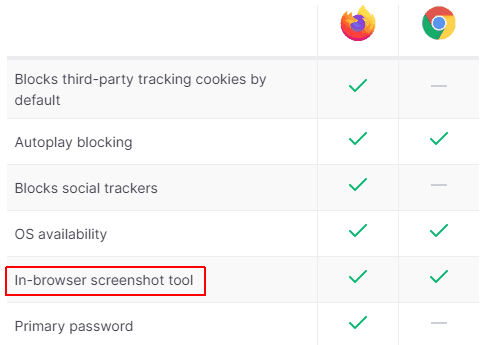 Blocks third-party tracking cookies by
default
Autoplay blocking
Blocks social trackers
OS availability
In-browser screenshot tool
Primary password